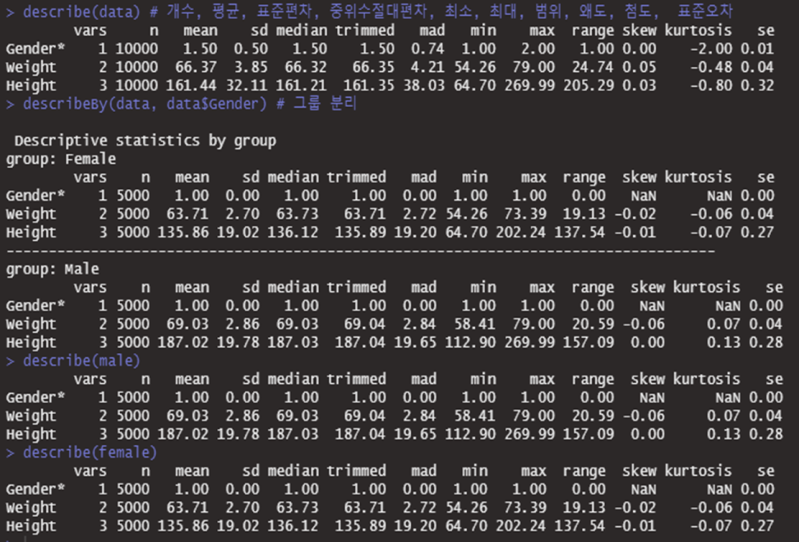 > describe(data) # 개수, 평균, 표준편차, 중위수절대편차, 최소, 최대, 범위, 왜도, 첨도, 표준오차
vars n mean sd median trimmed mad min max range skew kurtosis se
Gender* 1 10000 1.50 0.50 1.50 1.50 0.74 1.00 2.00 1.00 0.00 -2.00 0.01
Weight 2 10000 66.37 3.85 66.32 66.35 4.21 54.26 79.00 24.74 0.05 -0.48 0.04
Height 3 10000 161.44 32.11 161.21 161.35 38.03 64.70 269.99 205.29 0.03 -0.80 0.32
> describeBy(data, data$Gender) # 그룹 분리
Descriptive statistics by group
group: Female
vars n mean sd median trimmed mad min max range skew kurtosis se
Gender* 1 5000 1.00 0.00 1.00 1.00 0.00 1.00 1.00 0.00 NaN NaN 0.00
Weight 2 5000 63.71 2.70 63.73 63.71 2.72 54.26 73.39 19.13 -0.02 -0.06 0.04
Height 3 5000 135.86 19.02 136.12 135.89 19.20 64.70 202.24 137.54 -0.01 -0.07 0.27
------------------------------------------------------------------------------------
group: Male
vars n mean sd median trimmed mad min max range skew kurtosis se
Gender* 1 5000 1.00 0.00 1.00 1.00 0.00 1.00 1.00 0.00 NaN NaN 0.00
Weight 2 5000 69.03 2.86 69.03 69.04 2.84 58.41 79.00 20.59 -0.06 0.07 0.04
Height 3 5000 187.02 19.78 187.03 187.04 19.65 112.90 269.99 157.09 0.00 0.13 0.28
> describe(male)
vars n mean sd median trimmed mad min max range skew kurtosis se
Gender* 1 5000 1.00 0.00 1.00 1.00 0.00 1.00 1.00 0.00 NaN NaN 0.00
Weight 2 5000 69.03 2.86 69.03 69.04 2.84 58.41 79.00 20.59 -0.06 0.07 0.04
Height 3 5000 187.02 19.78 187.03 187.04 19.65 112.90 269.99 157.09 0.00 0.13 0.28
> describe(female)
vars n mean sd median trimmed mad min max range skew kurtosis se
Gender* 1 5000 1.00 0.00 1.00 1.00 0.00 1.00 1.00 0.00 NaN NaN 0.00
Weight 2 5000 63.71 2.70 63.73 63.71 2.72 54.26 73.39 19.13 -0.02 -0.06 0.04
Height 3 5000 135.86 19.02 136.12 135.89 19.20 64.70 202.24 137.54 -0.01 -0.07 0.27